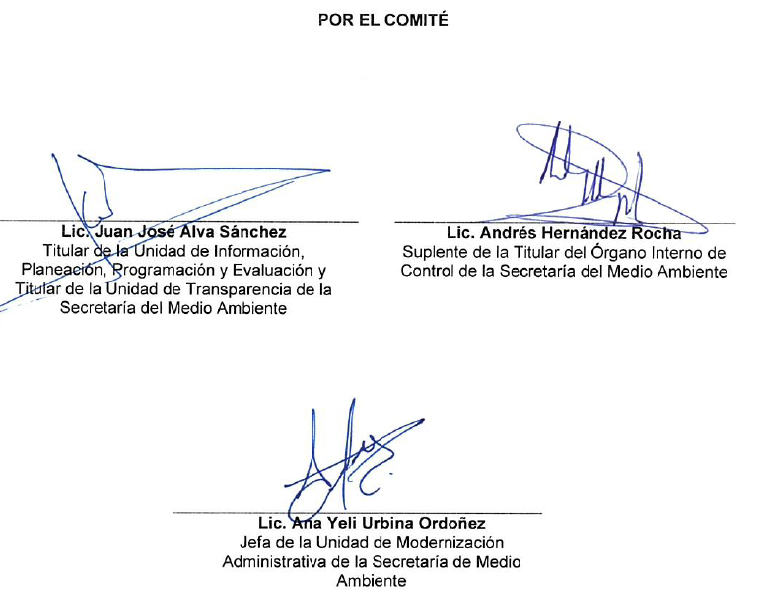 POR EL COMITÉ
Lic. Juan José Alva Sánchez
Titular de la Unidad de Información,
Planeación, Programación y Evaluación y
Titular de la Unidad de Transparencia de la
Secretaría del Medio Ambiente
Lic. Andrés Hernández Rocha
Suplente de la Titular del Órgano Interno de
Control de la Secretaría del Medio Ambiente
Lic. Ana Yeli Urbina Ordoñez
Jefa de la Unidad de Modernización
Administrativa de la Secretaría de Medio
Ambiente